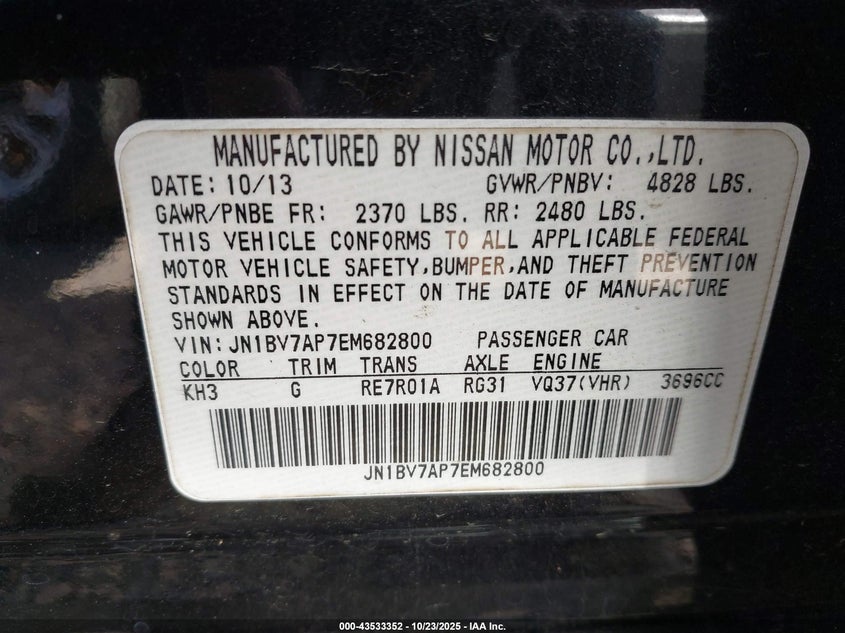 MANUFACTURED BY NISSAN MOTOR CO.,LTD.
DATE: 10/13 GVWR/PNBV: 4828 LBS.
GAWR/PNBE FR: 2370 LBS. RR: 2480 LBS.
THIS VEHICLE CONFORMS TO ALL APPLICABLE FEDERAL
MOTOR VEHICLE SAFETY,BUMPER,AND THEFT PREVENTION
STANDARDS IN EFFECT ON THE DATE OF MANUFACTURE
SHOWN ABOVE.
VIN: JN1BV7AP7EM682800 PASSENGER CAR
COLOR TRIM TRANS AXLE ENGINE
KH3 G RE7R01A RG31 VQ37(VHR) 3696CC
JN1BV7AP7EM682800
000-43533352 - 10/23/2025 - IAA Inc.